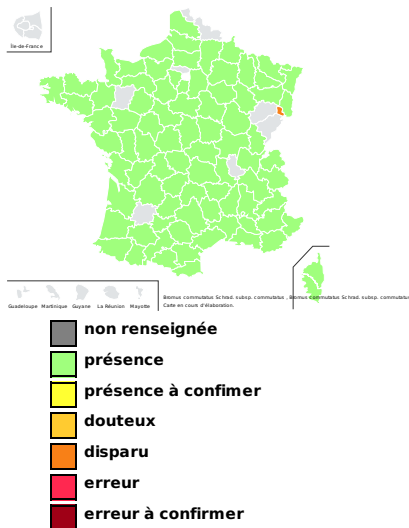 Île-de-France
Guadeloupe Martinique Guyane La Réunion Mayotte
Bromus commutatus Schrad. subsp. commutatus , Bromus commutatus Schrad. subsp. commutatus
Carte en cours d'élaboration.
non renseignée
présence
présence à confimer
douteux
disparu
erreur
erreur à confirmer